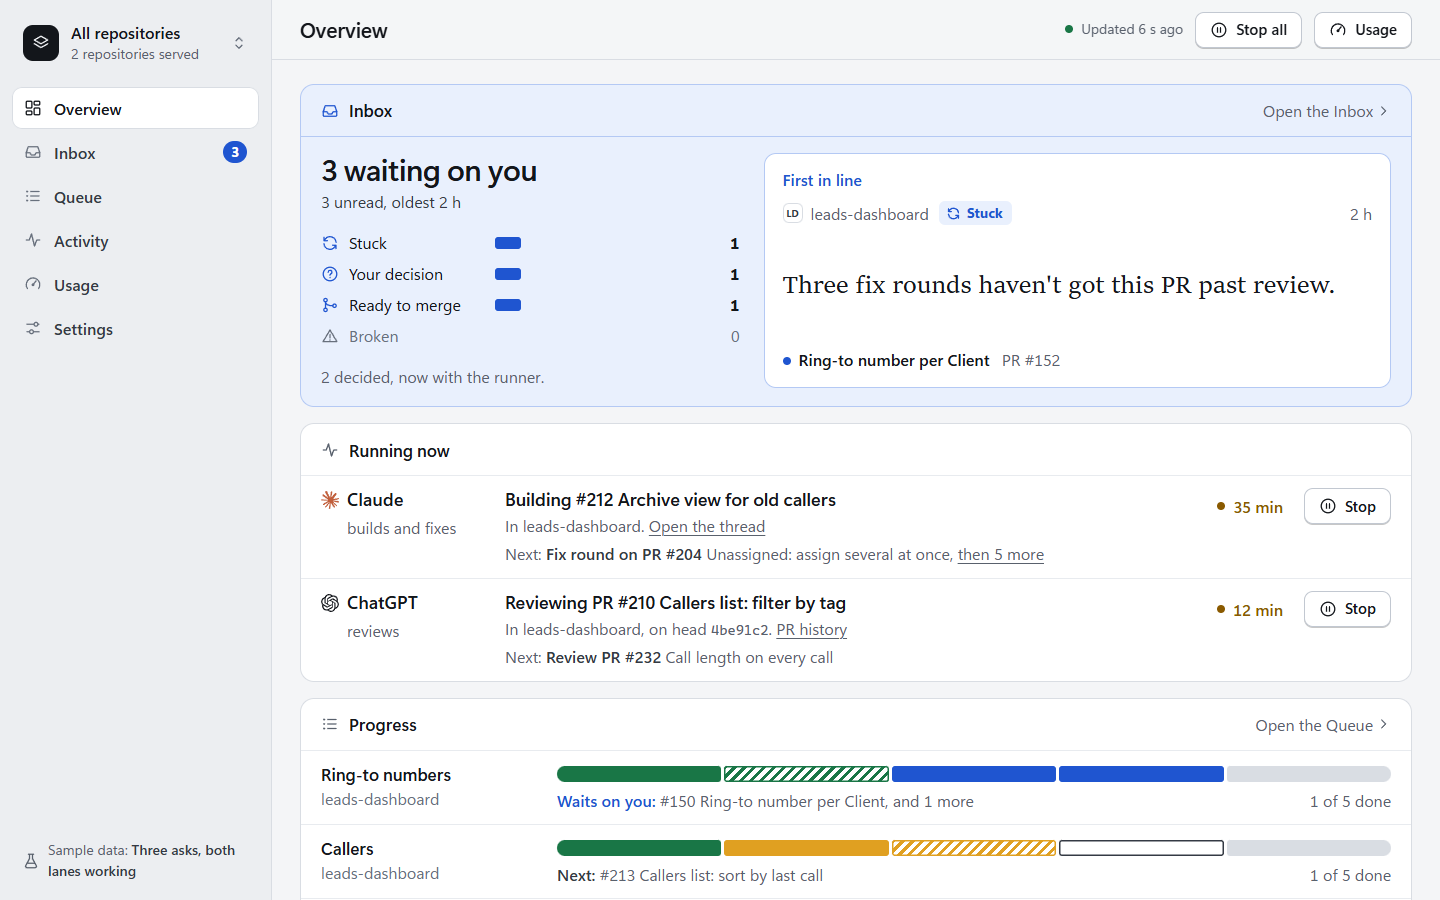 All repositories
2 repositories served
Overview
Inbox
3
Queue
Activity
Usage
Settings
Sample data: Three asks, both
lanes working
Overview
Updated 6 s ago
Stop all
Usage
Inbox
Open the Inbox
3 waiting on you
3 unread, oldest 2 h
Stuck 1
Your decision 1
Ready to merge 1
Broken 0
2 decided, now with the runner.
First in line
LD leads-dashboard Stuck 2 h
Three fix rounds haven't got this PR past review.
Ring-to number per Client PR #152
Running now
Claude
builds and fixes
Building #212 Archive view for old callers
In leads-dashboard. Open the thread
Next: Fix round on PR #204 Unassigned: assign several at once, then 5 more
35 min
Stop
ChatGPT
reviews
Reviewing PR #210 Callers list: filter by tag
In leads-dashboard, on head 4be91c2. PR history
Next: Review PR #232 Call length on every call
12 min
Stop
Progress
Open the Queue
Ring-to numbers
leads-dashboard
Waits on you: #150 Ring-to number per Client, and 1 more
1 of 5 done
Callers
leads-dashboard
Next: #213 Callers list: sort by last call
1 of 5 done